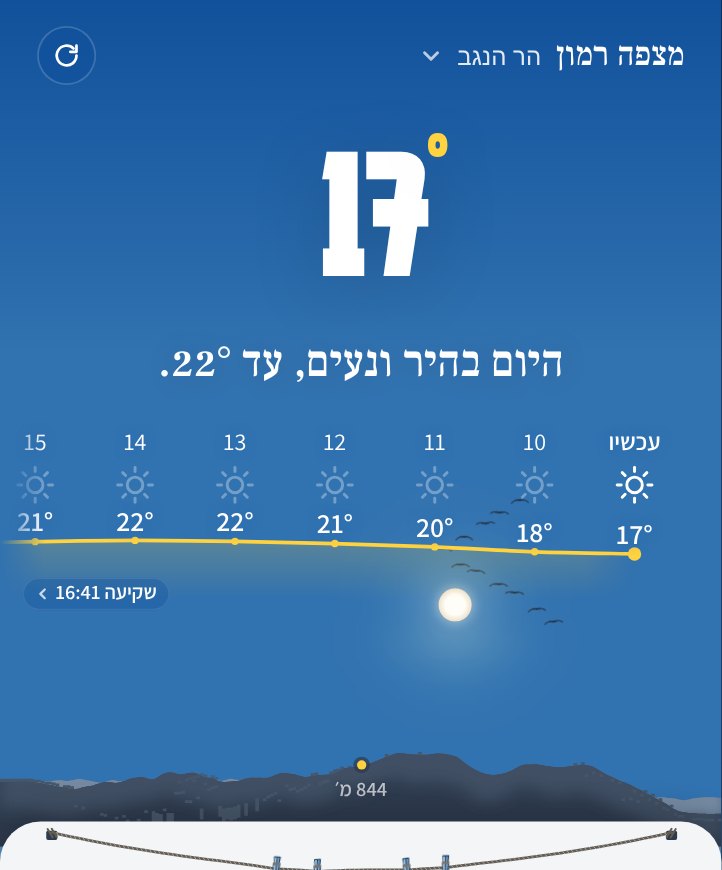 מצפה רמון הר הנגב
17°
היום בהיר ונעים, עד 22°.
עכשיו 10 11 12 13 14 15
17° 18° 20° 21° 22° 22° 21°
שקיעה 16:41
844 מ׳